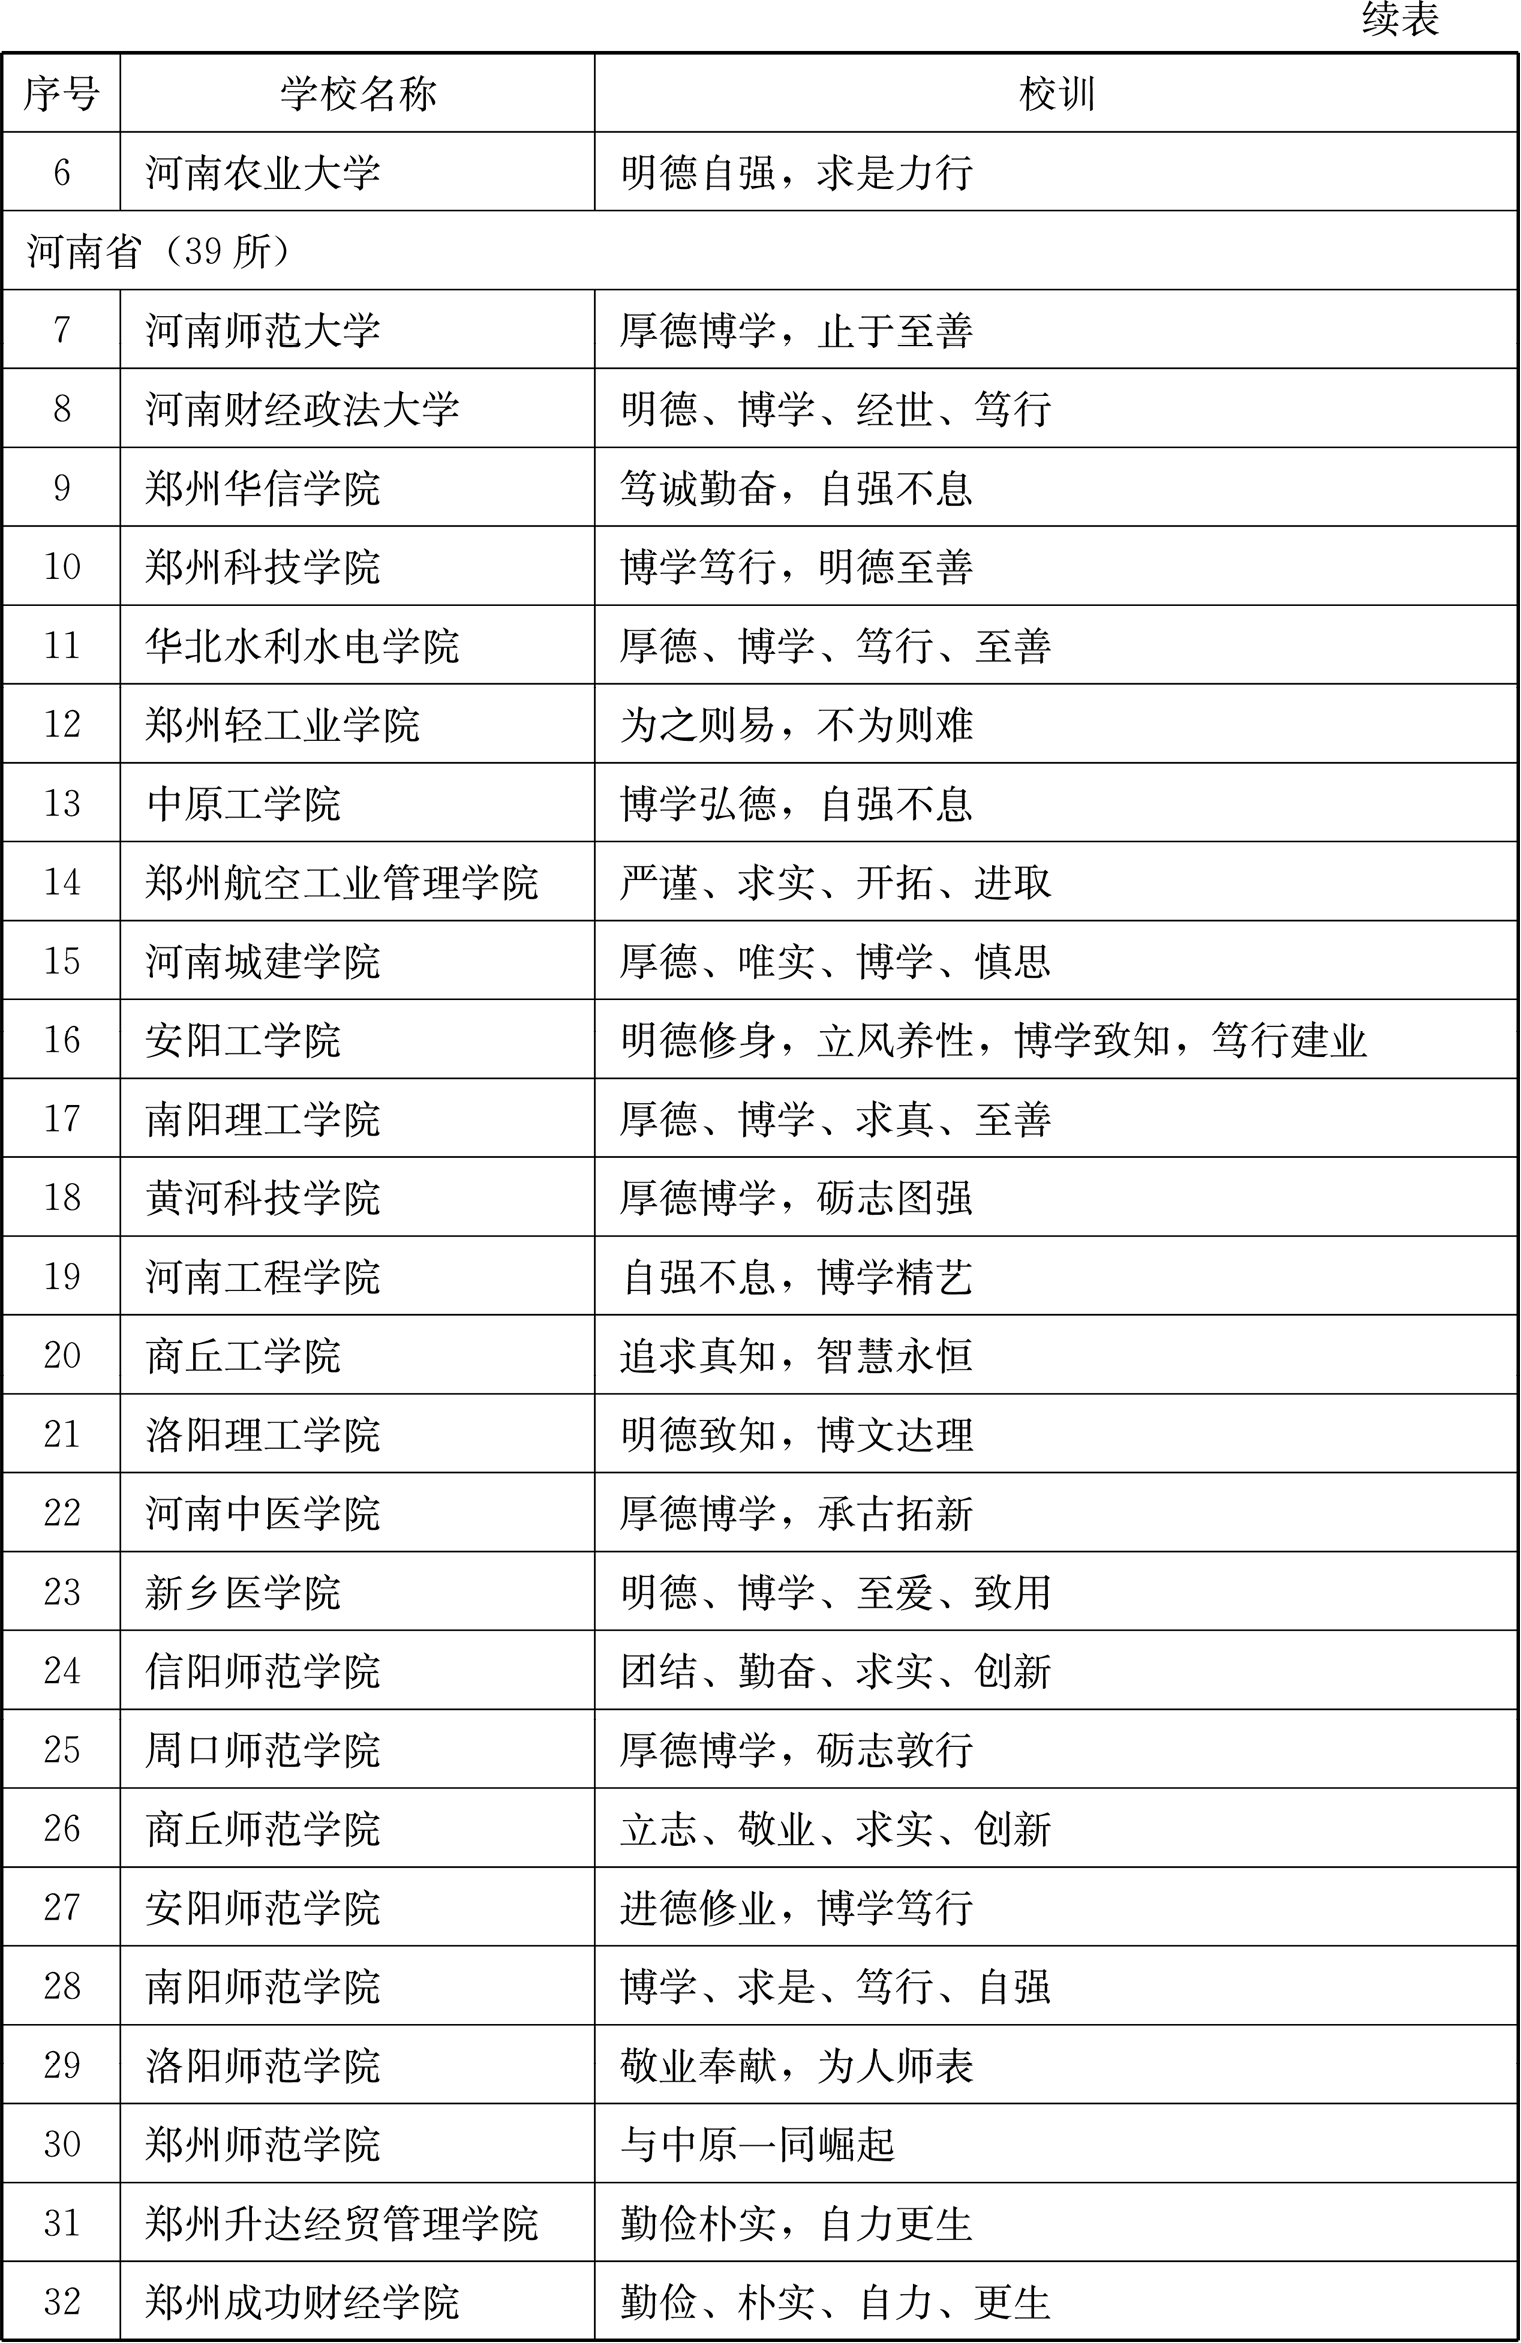 续表
序号 学校名称 校训
6 河南农业大学 明德自强，求是力行
河南省（39 所）
7 河南师范大学 厚德博学，止于至善
8 河南财经政法大学 明德、博学、经世、笃行
9 郑州华信学院 笃诚勤奋，自强不息
10 郑州科技学院 博学笃行，明德至善
11 华北水利水电学院 厚德、博学、笃行、至善
12 郑州轻工业学院 为之则易，不为则难
13 中原工学院 博学弘德，自强不息
14 郑州航空工业管理学院 严谨、求实、开拓、进取
15 河南城建学院 厚德、唯实、博学、慎思
16 安阳工学院 明德修身，立风养性，博学致知，笃行建业
17 南阳理工学院 厚德、博学、求真、至善
18 黄河科技学院 厚德博学，砺志图强
19 河南工程学院 自强不息，博学精艺
20 商丘工学院 追求真知，智慧永恒
21 洛阳理工学院 明德致知，博文达理
22 河南中医学院 厚德博学，承古拓新
23 新乡医学院 明德、博学、至爱、致用
24 信阳师范学院 团结、勤奋、求实、创新
25 周口师范学院 厚德博学，砺志敦行
26 商丘师范学院 立志、敬业、求实、创新
27 安阳师范学院 进德修业，博学笃行
28 南阳师范学院 博学、求是、笃行、自强
29 洛阳师范学院 敬业奉献，为人师表
30 郑州师范学院 与中原一同崛起
31 郑州升达经贸管理学院 勤俭朴实，自力更生
32 郑州成功财经学院 勤俭、朴实、自力、更生